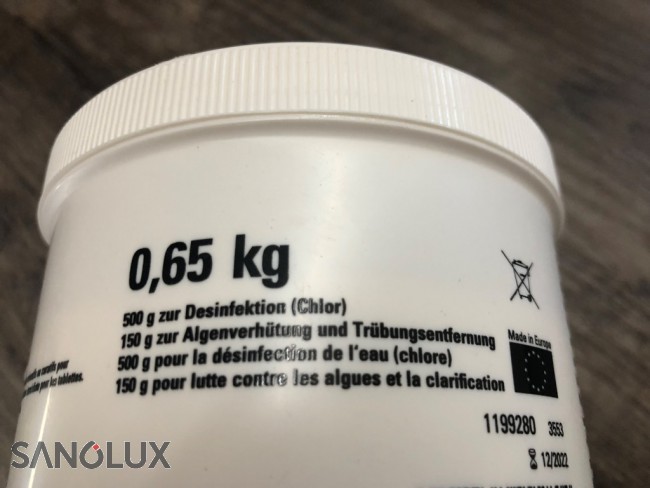 0,65 kg
500 g zur Desinfektion (Chlor)
150 g zur Algenverhütung und Trübungsentfernung
500 g pour la désinfection de l'eau (chlore)
150 g pour lutte contre les algues et la clarification
Made in Europe
1199280 3553
12/2022
SANOLUX